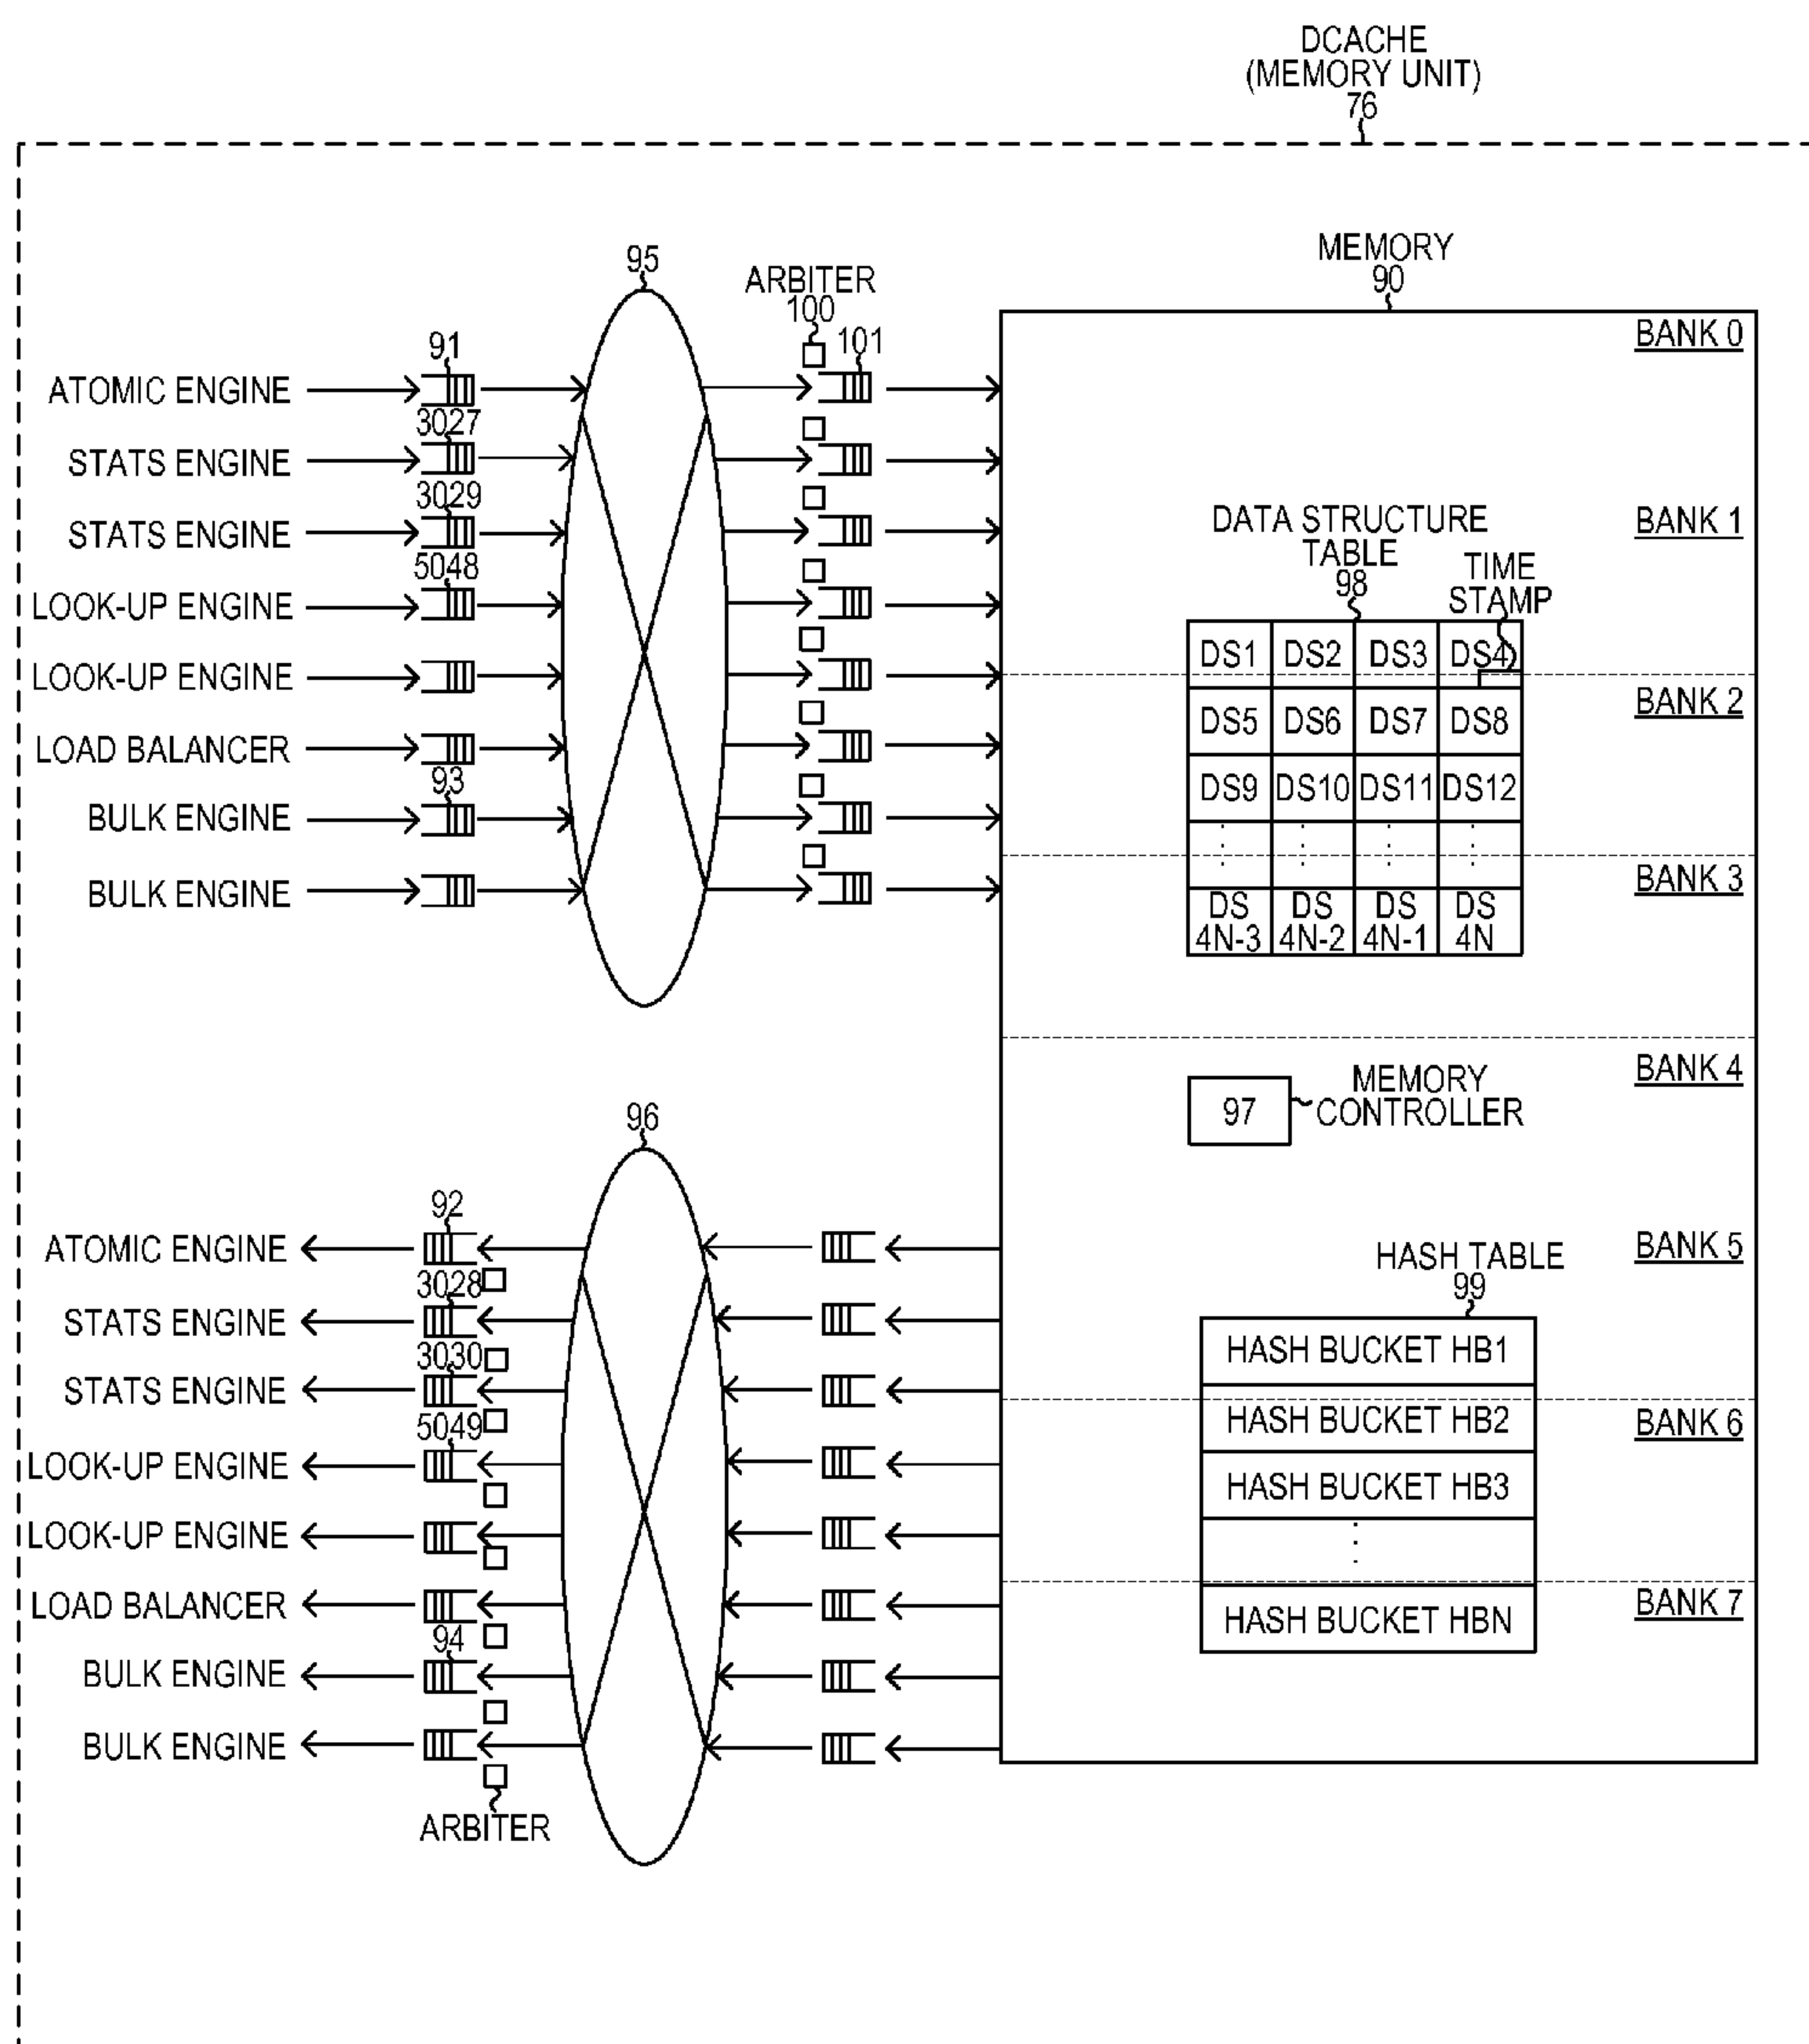 DCACHE
(MEMORY UNIT)
76
MEMORY
90
95
ARBITER
100
101
91
ATOMIC ENGINE
3027
STATS ENGINE
3029
STATS ENGINE
5048
LOOK-UP ENGINE
LOOK-UP ENGINE
LOAD BALANCER
93
BULK ENGINE
BULK ENGINE
BANK 0
BANK 1
DATA STRUCTURE
TABLE
98
TIME
STAMP
DS1 DS2 DS3 DS4
BANK 2
DS5 DS6 DS7 DS8
DS9 DS10 DS11 DS12
BANK 3
DS DS DS DS
4N-3 4N-2 4N-1 4N
BANK 4
97
MEMORY
CONTROLLER
96
92
ATOMIC ENGINE
3028
STATS ENGINE
3030
STATS ENGINE
5049
LOOK-UP ENGINE
LOOK-UP ENGINE
LOAD BALANCER
94
BULK ENGINE
BULK ENGINE
ARBITER
BANK 5
HASH TABLE
99
HASH BUCKET HB1
HASH BUCKET HB2
BANK 6
HASH BUCKET HB3
BANK 7
HASH BUCKET HBN